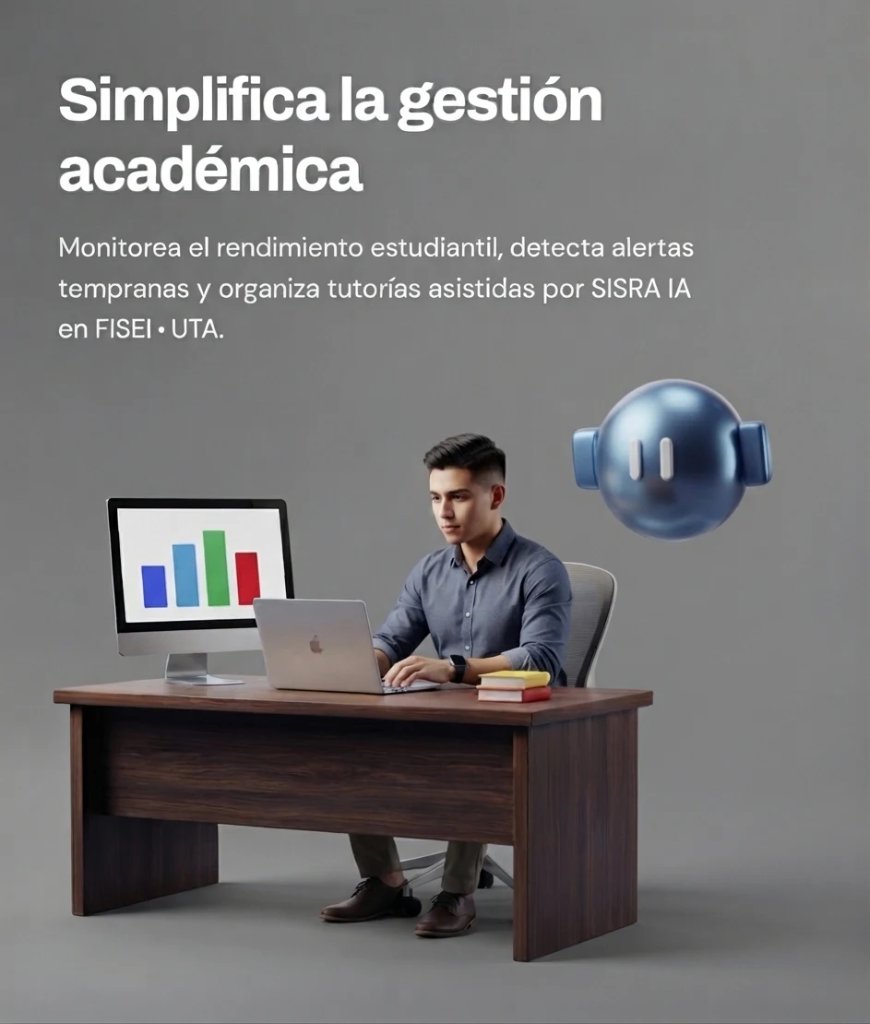 Simplifica la gestión
académica
Monitorea el rendimiento estudiantil, detecta alertas
tempranas y organiza tutorías asistidas por SISRA IA
en FISEI • UTA.